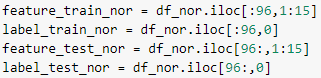 feature_train_nor = df_nor.iloc[:96,1:15]
label_train_nor = df_nor.iloc[:96,0]
feature_test_nor = df_nor.iloc[96:,1:15]
label_test_nor = df_nor.iloc[96:,0]